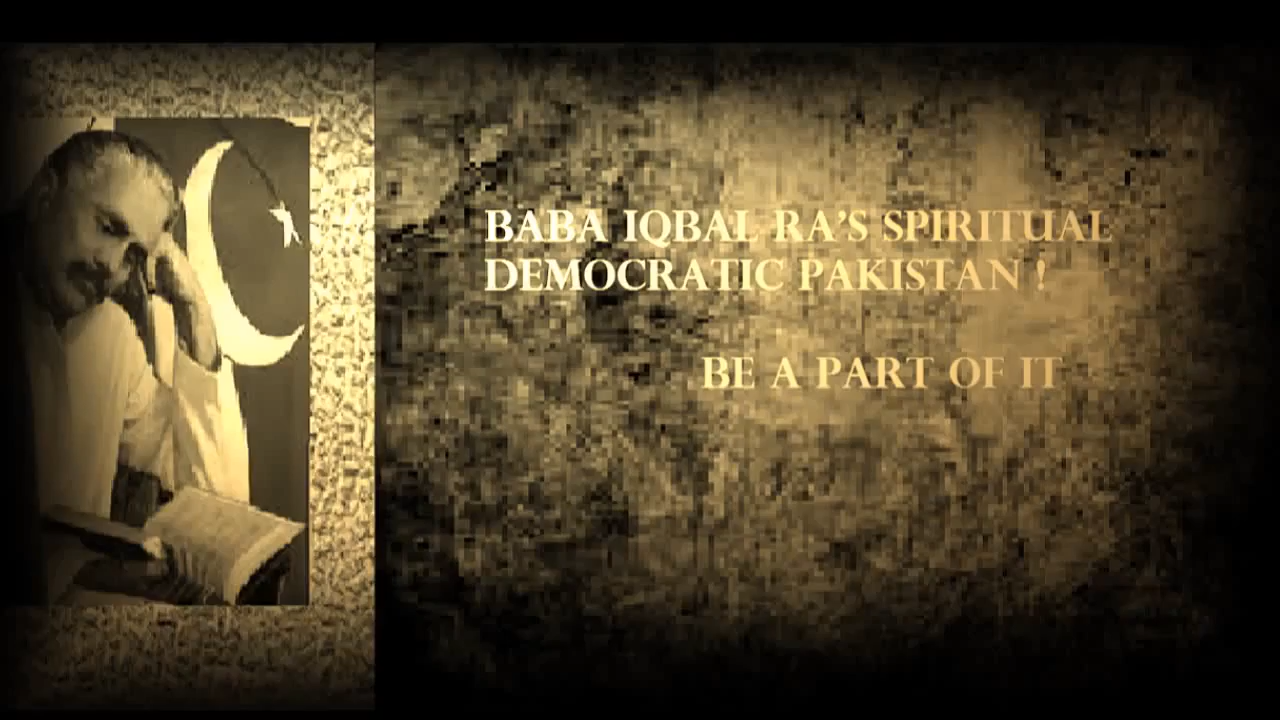 BABA IQBAL RA'S SPIRITUAL
DEMOCRATIC PAKISTAN !
BE A PART OF IT